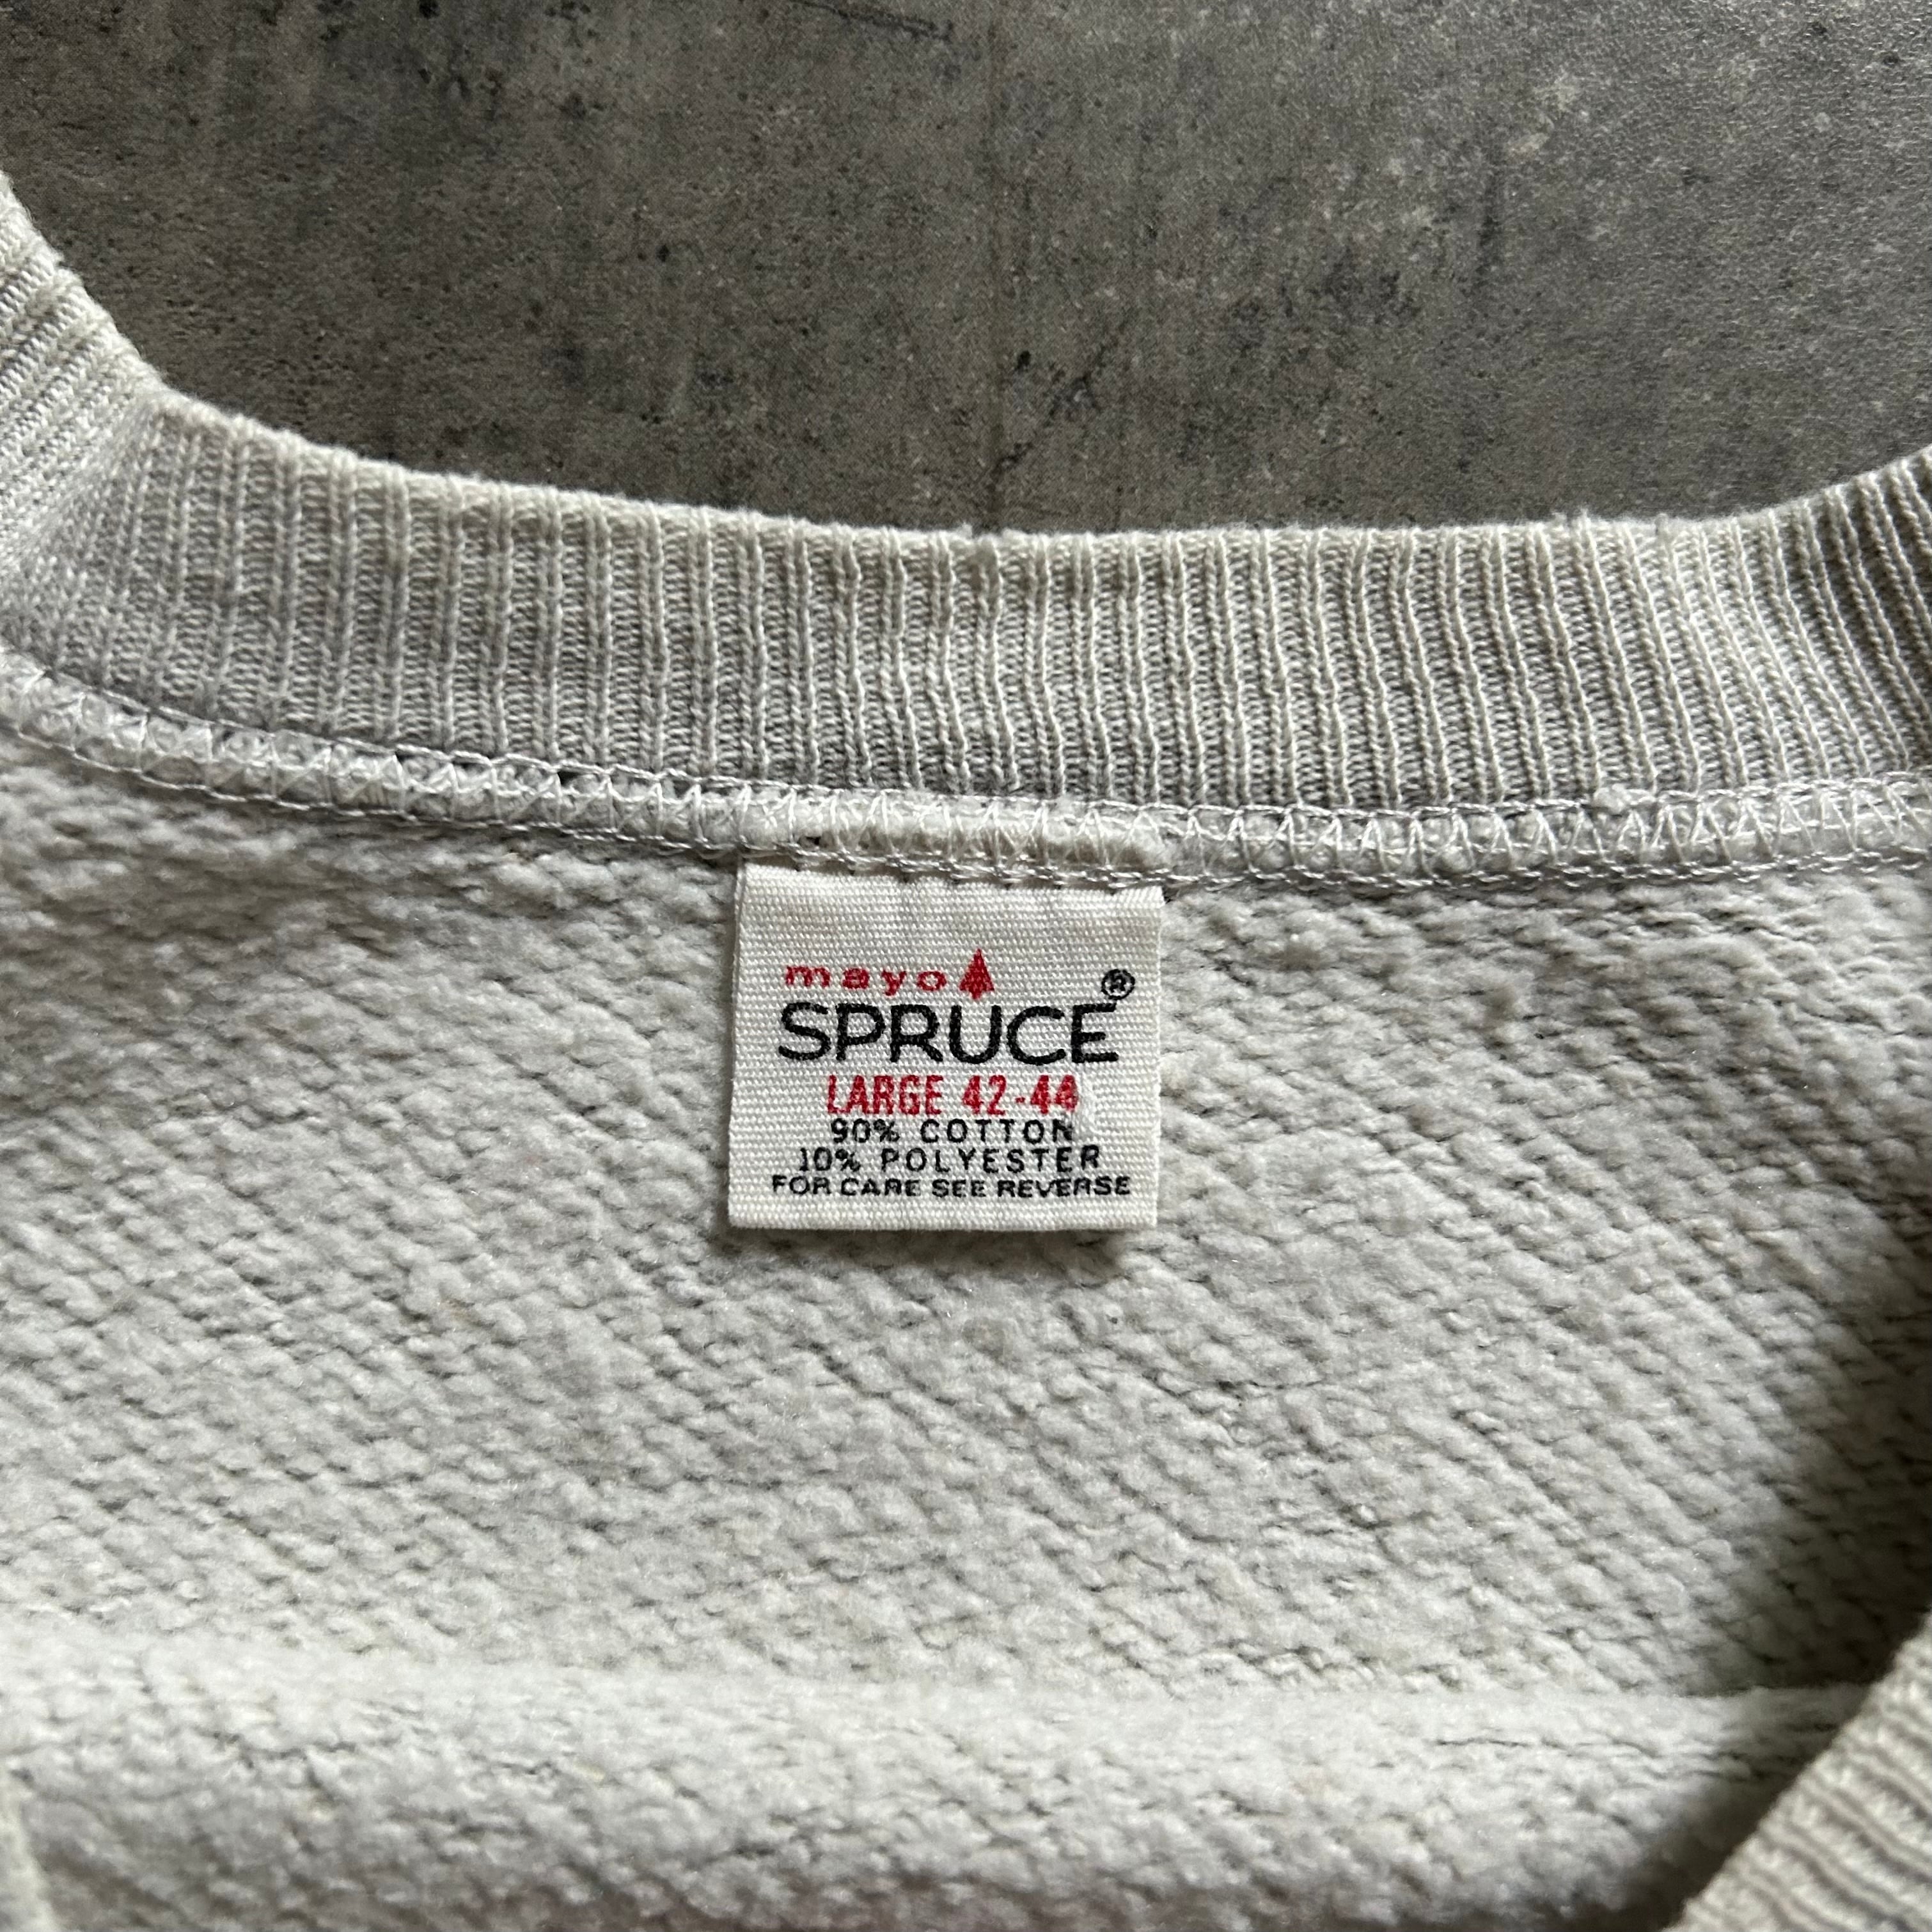 mayo
SPRUCE®
LARGE 42-44
90% COTTON
10% POLYESTER
FOR CARE SEE REVERSE